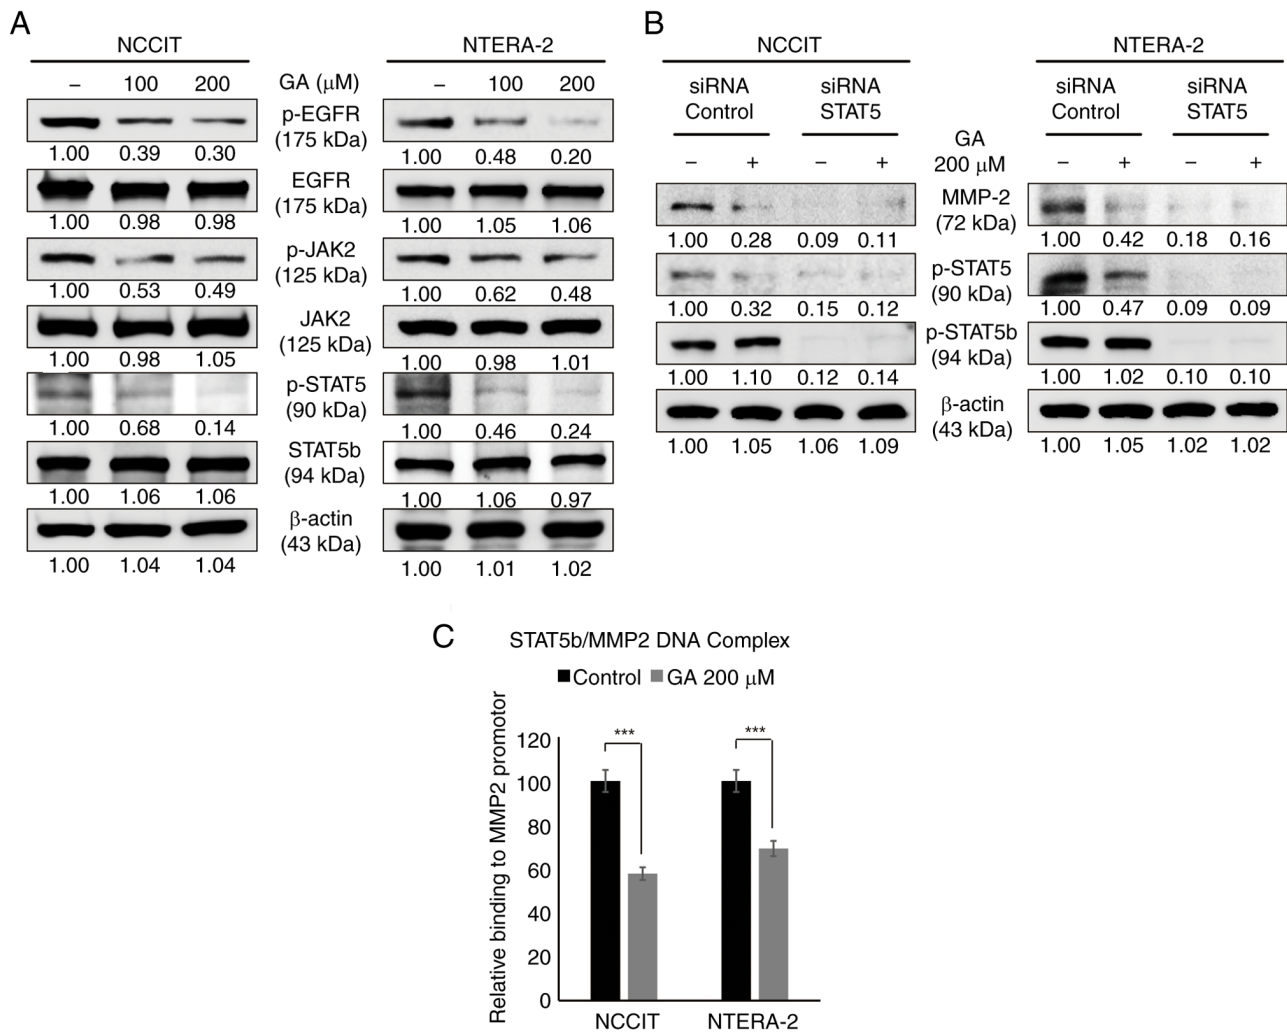 A
NCCIT
NTERA-2
– 100 200 GA (μM) – 100 200
p-EGFR
(175 kDa)
1.00 0.39 0.30 1.00 0.48 0.20
EGFR
(175 kDa)
1.00 0.98 0.98 1.00 1.05 1.06
p-JAK2
(125 kDa)
1.00 0.53 0.49 1.00 0.62 0.48
JAK2
(125 kDa)
1.00 0.98 1.05 1.00 0.98 1.01
p-STAT5
(90 kDa)
1.00 0.68 0.14 1.00 0.46 0.24
STAT5b
(94 kDa)
1.00 1.06 1.06 1.00 1.06 0.97
β-actin
(43 kDa)
1.00 1.04 1.04 1.00 1.01 1.02
B
NCCIT
NTERA-2
siRNA siRNA siRNA siRNA
Control STAT5 Control STAT5
GA
– + – + 200 μM – + – +
MMP-2
(72 kDa)
1.00 0.28 0.09 0.11 1.00 0.42 0.18 0.16
p-STAT5
(90 kDa)
1.00 0.32 0.15 0.12 1.00 0.47 0.09 0.09
p-STAT5b
(94 kDa)
1.00 1.10 0.12 0.14 1.00 1.02 0.10 0.10
β-actin
(43 kDa)
1.00 1.05 1.06 1.09 1.00 1.05 1.02 1.02
C
STAT5b/MMP2 DNA Complex
Control GA 200 μM
Relative binding to MMP2 promotor
120
100
80
60
40
20
0
*** ***
NCCIT NTERA-2